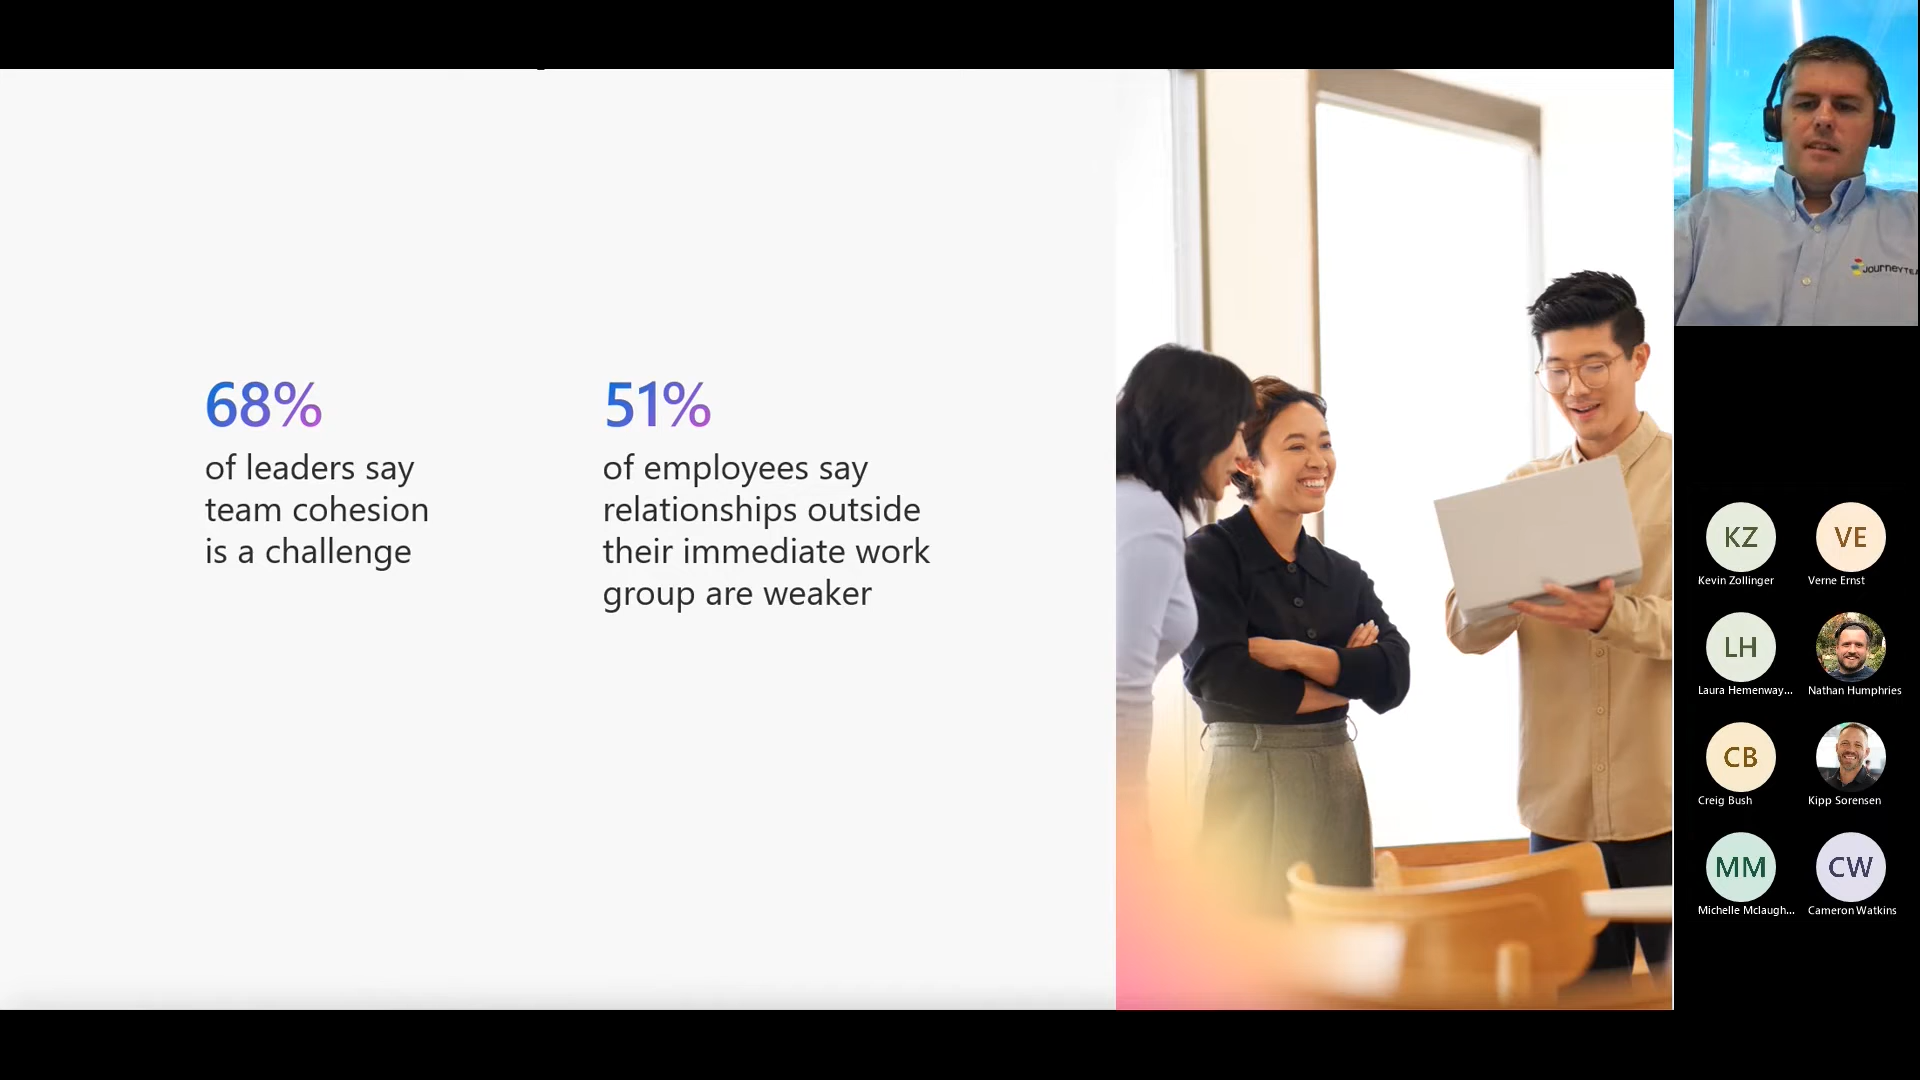 68%
of leaders say
team cohesion
is a challenge
51%
of employees say
relationships outside
their immediate work
group are weaker
KZ
Kevin Zollinger
VE
Verne Ernst
LH
Laura Hemenway...
Nathan Humphries
CB
Creig Bush
Kipp Sorensen
MM
Michelle Mclaugh...
CW
Cameron Watkins